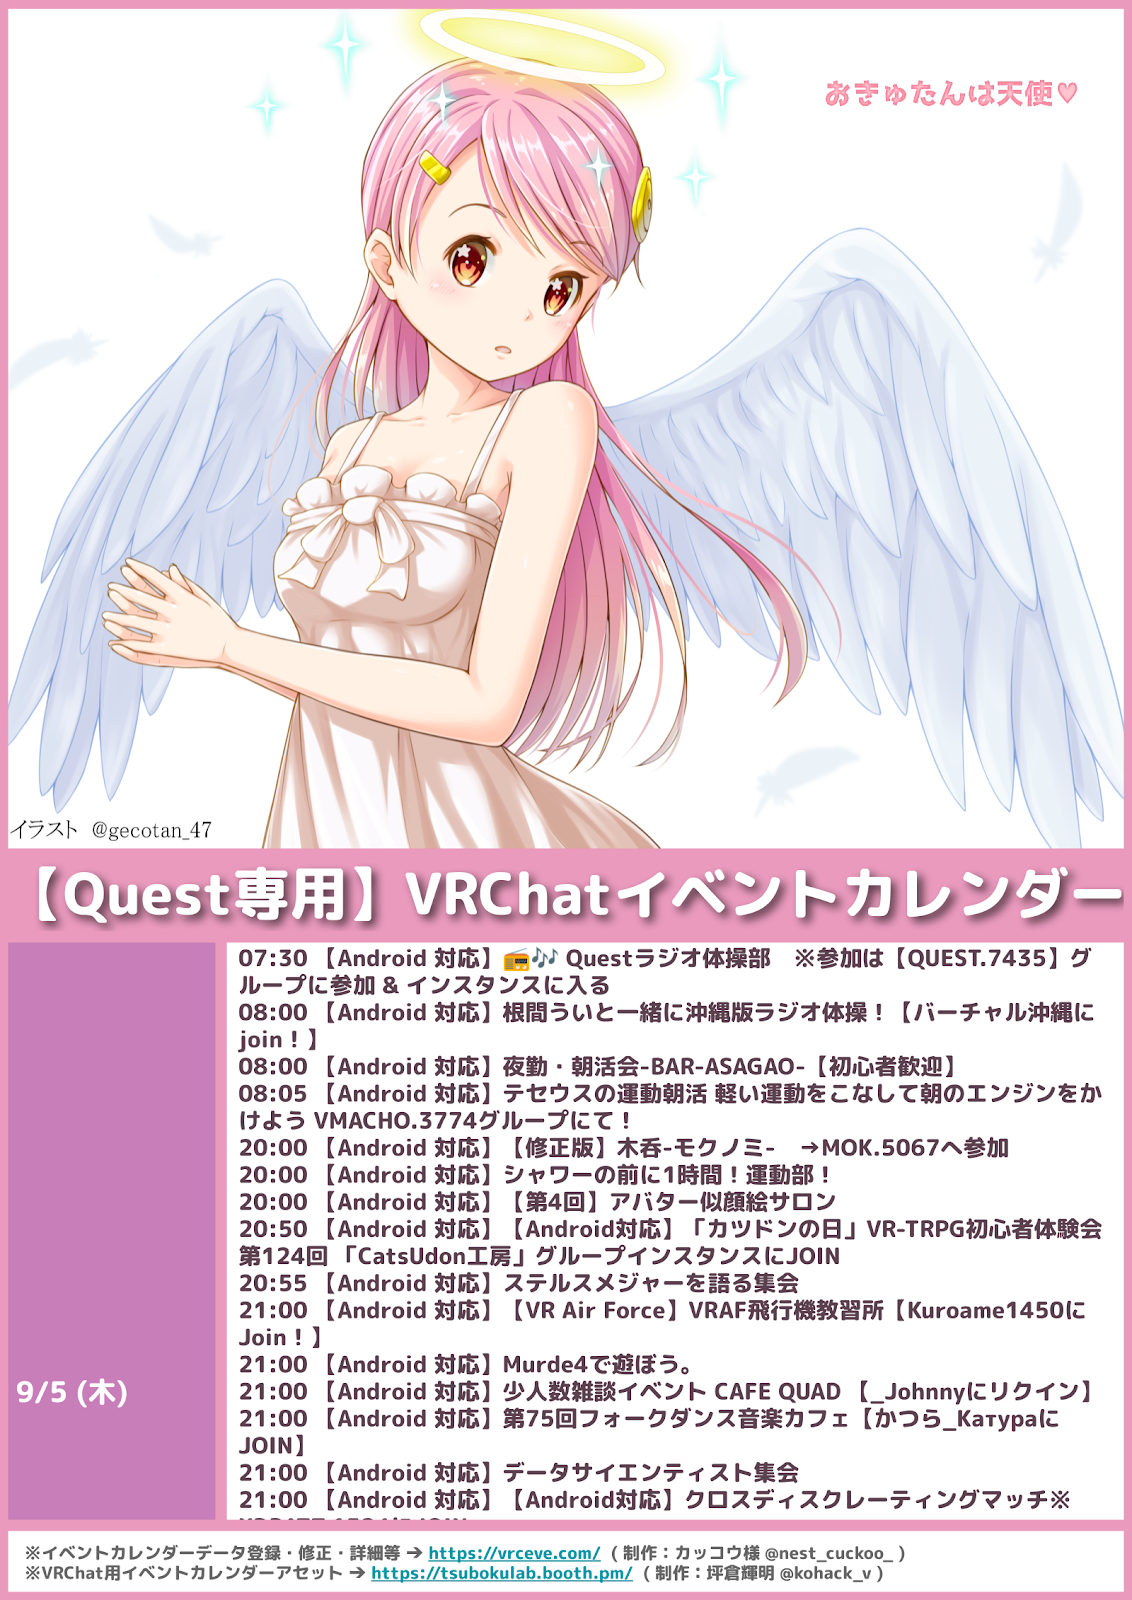 おきゅたんは天使♥
イラスト @gecotan_47
【Quest専用】VRChatイベントカレンダー
9/5 (木)
07:30 【Android 対応】📻🎶 Questラジオ体操部　※参加は【QUEST.7435】グ
ループに参加 & インスタンスに入る
08:00 【Android 対応】根間ういと一緒に沖縄版ラジオ体操！【バーチャル沖縄に
join！】
08:00 【Android 対応】夜勤・朝活会-BAR-ASAGAO-【初心者歓迎】
08:05 【Android 対応】テセウスの運動朝活 軽い運動をこなして朝のエンジンをか
けよう VMACHO.3774グループにて！
20:00 【Android 対応】【修正版】木呑-モクノミ-　→MOK.5067へ参加
20:00 【Android 対応】シャワーの前に1時間！運動部！
20:00 【Android 対応】【第4回】アバター似顔絵サロン
20:50 【Android 対応】【Android対応】「カツドンの日」VR-TRPG初心者体験会
第124回 「CatsUdon工房」グループインスタンスにJOIN
20:55 【Android 対応】ステルスメジャーを語る集会
21:00 【Android 対応】【VR Air Force】VRAF飛行機教習所【Kuroame1450に
Join！】
21:00 【Android 対応】Murde4で遊ぼう。
21:00 【Android 対応】少人数雑談イベント CAFE QUAD 【_Johnnyにリクイン】
21:00 【Android 対応】第75回フォークダンス音楽カフェ【かつら_Катураに
JOIN】
21:00 【Android 対応】データサイエンティスト集会
21:00 【Android 対応】【Android対応】クロスディスクレーティングマッチ※
※イベントカレンダーデータ登録・修正・詳細等 ➔ https://vrceve.com/ ( 制作：カッコウ様 @nest_cuckoo_ )
※VRChat用イベントカレンダーアセット ➔ https://tsubokulab.booth.pm/ ( 制作：坪倉輝明 @kohack_v )